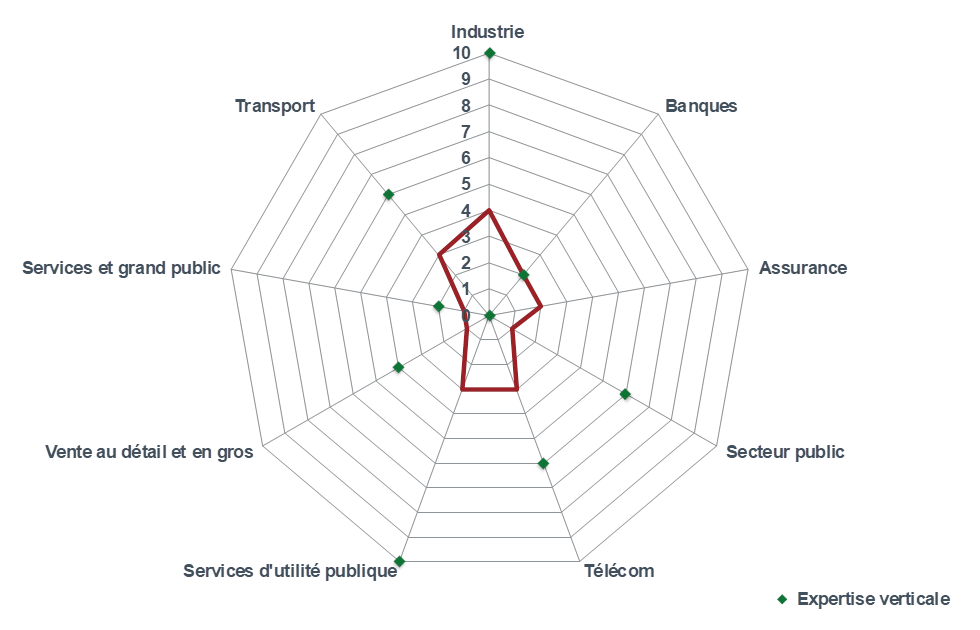 Industrie
10
9
8
7
6
5
4
3
2
1
0
Transport
Banques
Services et grand public
Assurance
Vente au détail et en gros
Secteur public
Services d'utilité publique
Télécom
Expertise verticale